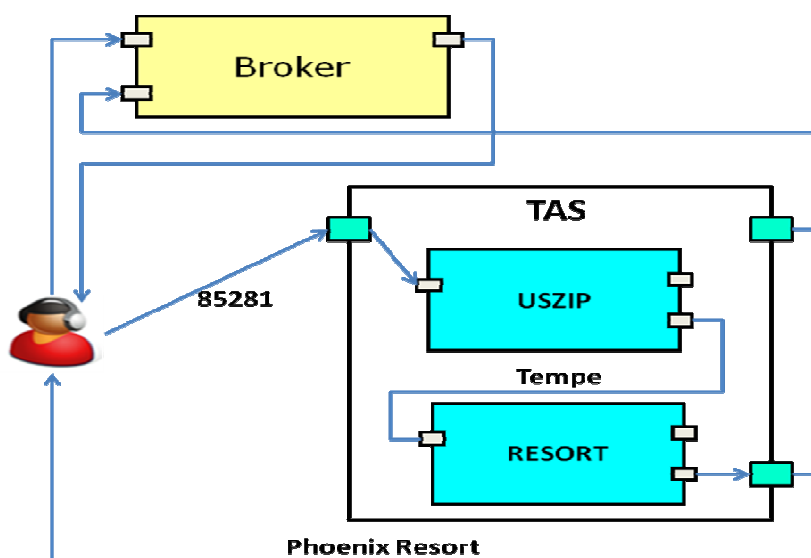 Broker
TAS
85281
USZIP
Tempe
RESORT
Phoenix Resort